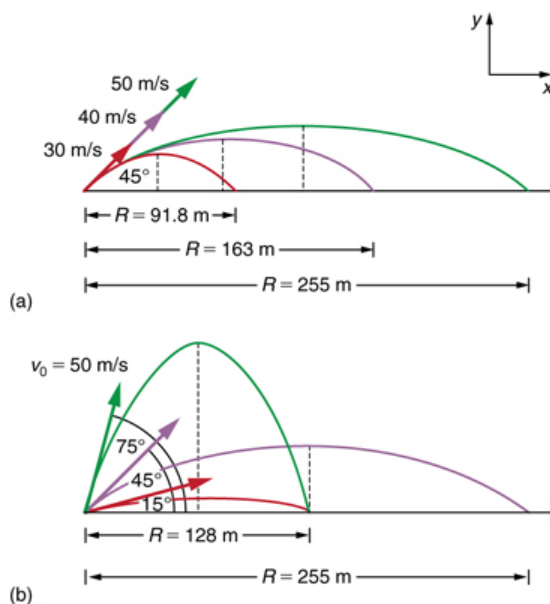 y
x
50 m/s
40 m/s
30 m/s
45°
R = 91.8 m
R = 163 m
R = 255 m
(a)
v₀ = 50 m/s
75°
45°
15°
R = 128 m
R = 255 m
(b)